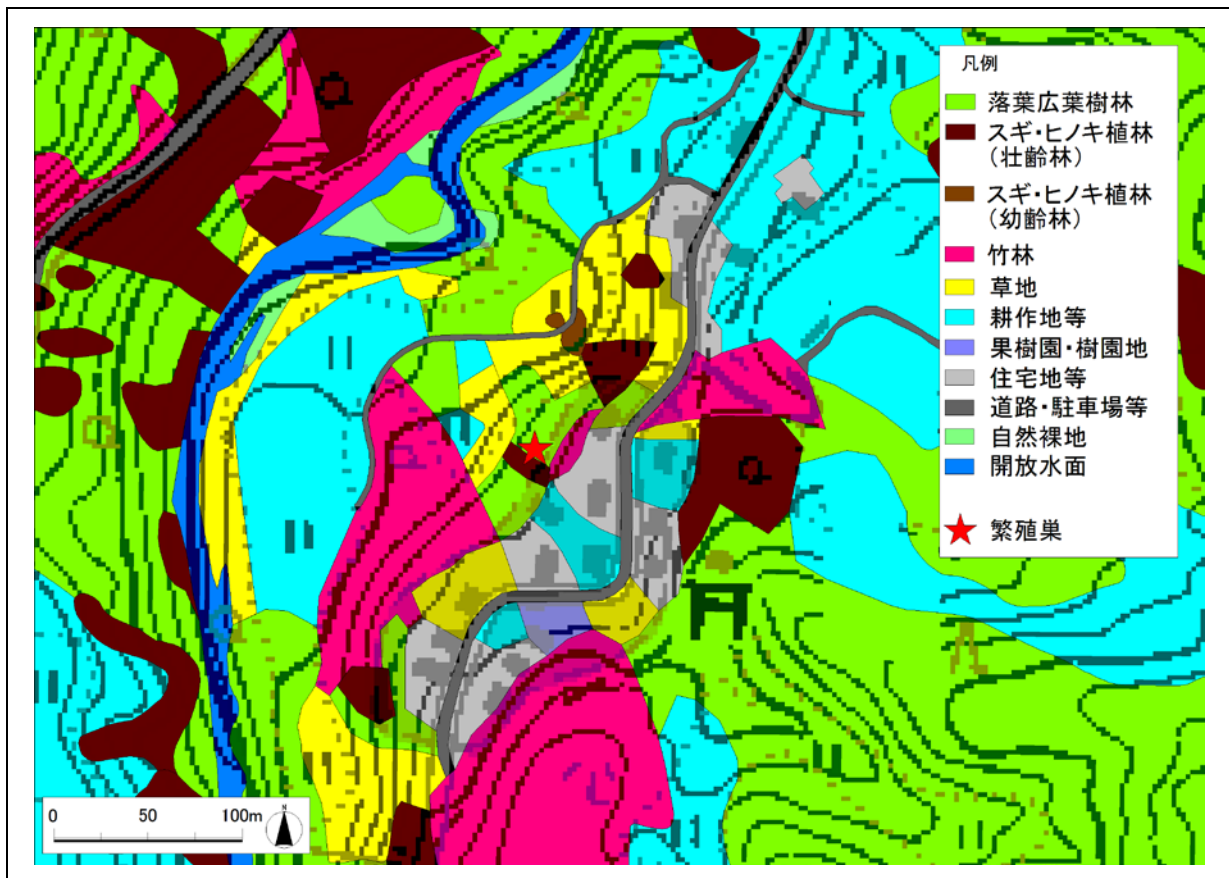 凡例
落葉広葉樹林
スギ・ヒノキ植林
(壮齢林)
スギ・ヒノキ植林
(幼齢林)
竹林
草地
耕作地等
果樹園・樹園地
住宅地等
道路・駐車場等
自然裸地
開放水面
繁殖巣
0 50 100m
N